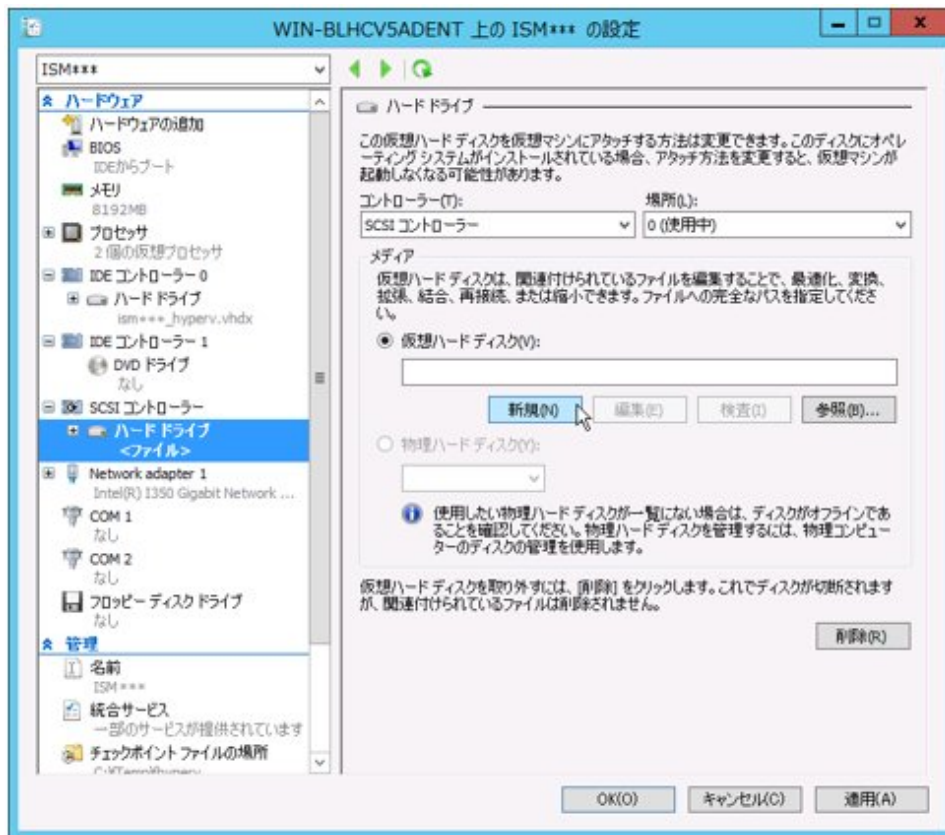 WIN-BLHCV5ADENT 上の ISM*** の設定
ISM***
ハードウェア
ハードウェアの追加
BIOS
IDEからブート
メモリ
8192MB
プロセッサ
2 個の仮想プロセッサ
IDE コントローラー 0
ハード ドライブ
ism***_hyperv.vhdx
IDE コントローラー 1
DVD ドライブ
なし
SCSI コントローラー
ハード ドライブ
<ファイル>
Network adapter 1
Intel(R) I350 Gigabit Network ...
COM 1
なし
COM 2
なし
フロッピー ディスク ドライブ
なし
管理
名前
ISM***
統合サービス
一部のサービスが提供されています
チェックポイント ファイルの場所
ハード ドライブ
この仮想ハード ディスクを仮想マシンにアタッチする方法は変更できます。このディスクにオペレ
ーティング システムがインストールされている場合、アタッチ方法を変更すると、仮想マシンが
起動しなくなる可能性があります。
コントローラー(T):
場所(L):
SCSI コントローラー
0 (使用中)
メディア
仮想ハード ディスクは、関連付けられているファイルを編集することで、最適化、変換、
拡張、結合、再接続、または縮小できます。ファイルへの完全なパスを指定してくださ
い。
仮想ハード ディスク(V):
新規(N)
編集(E)
検査(I)
参照(B)...
物理ハード ディスク(Y):
使用したい物理ハード ディスクが一覧にない場合は、ディスクがオフラインであ
ることを確認してください。物理ハード ディスクを管理するには、物理コンピュー
ターのディスクの管理を使用します。
仮想ハード ディスクを取り外すには、[削除] をクリックします。これでディスクが切断されます
が、関連付けられているファイルは削除されません。
削除(R)
OK(O)
キャンセル(C)
適用(A)